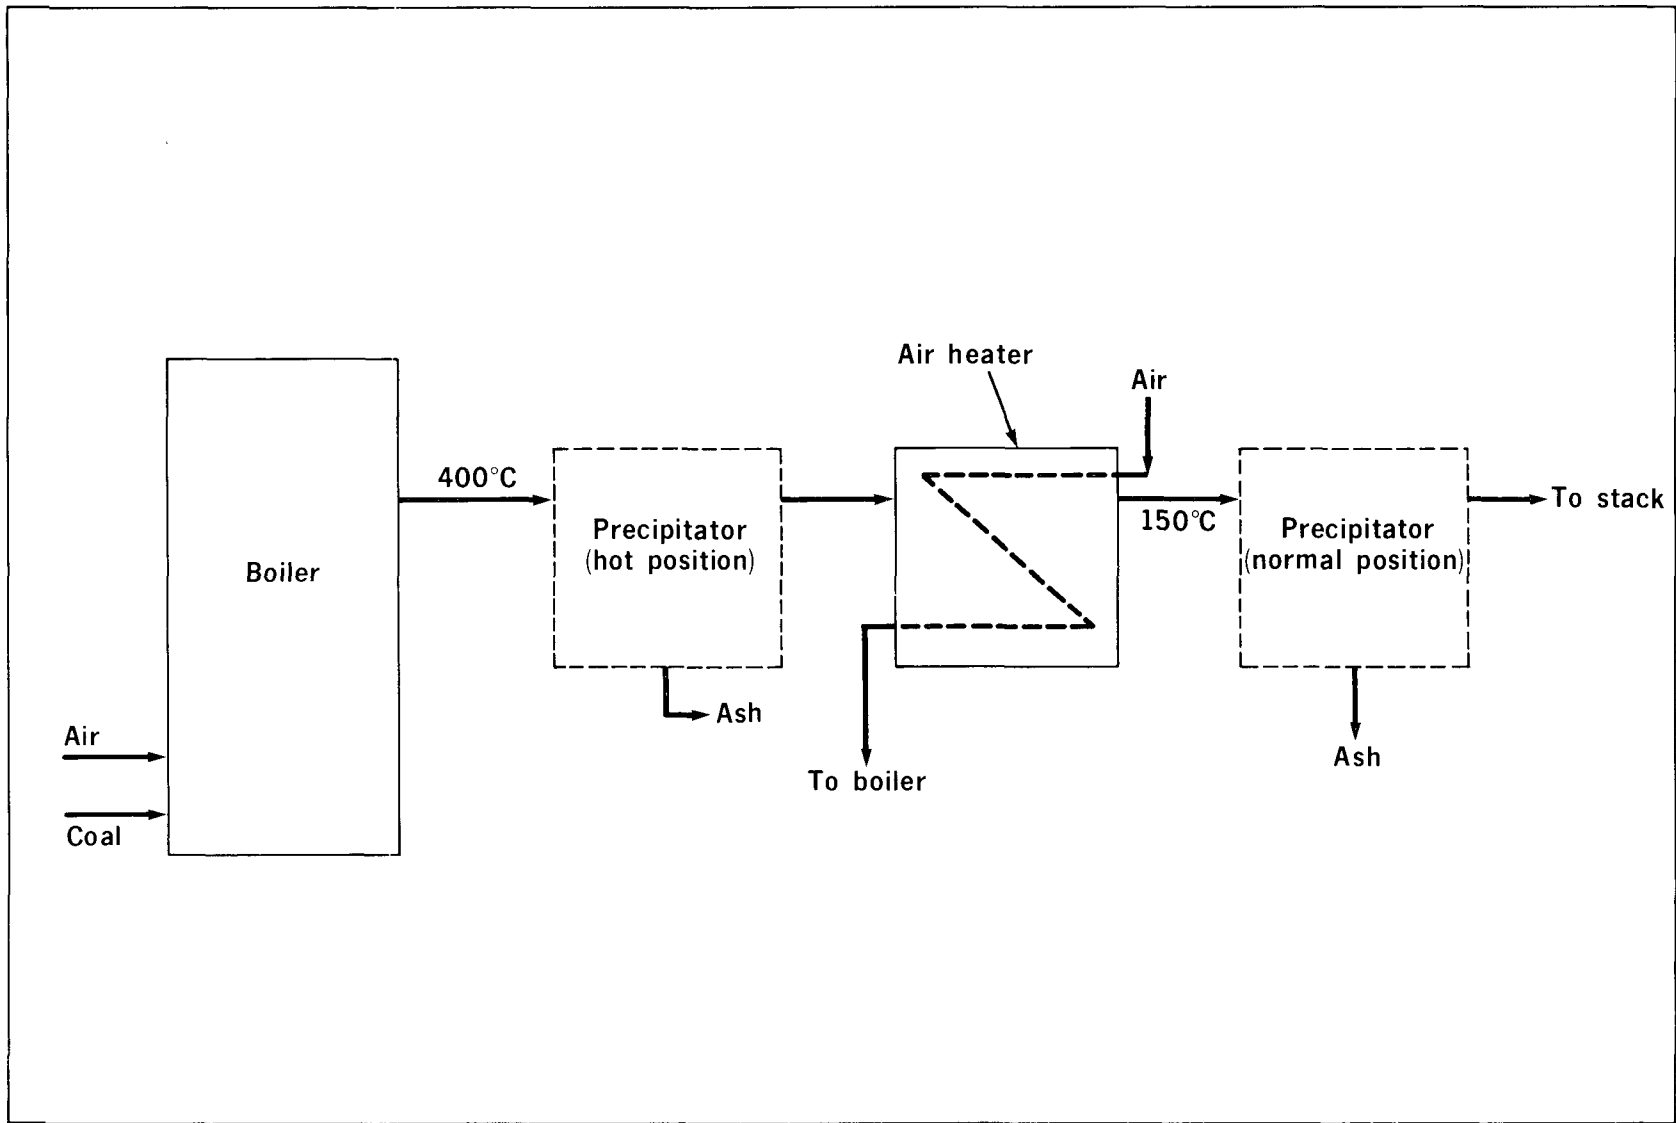 Air heater
Air
400°C
Precipitator
(hot position)
150°C
Precipitator
(normal position)
To stack
Boiler
Ash
Air
To boiler
Ash
Coal